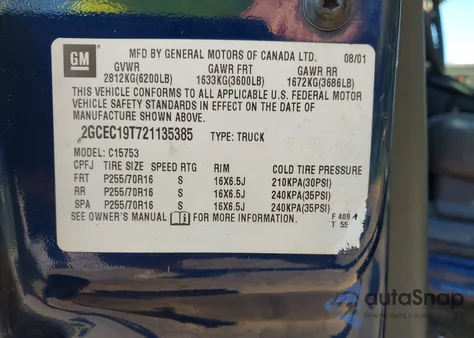 GM
MFD BY GENERAL MOTORS OF CANADA LTD. 08/01
GVWR GAWR FRT GAWR RR
2812KG(6200LB) 1633KG(3600LB) 1672KG(3686LB)
THIS VEHICLE CONFORMS TO ALL APPLICABLE U.S. FEDERAL MOTOR
VEHICLE SAFETY STANDARDS IN EFFECT ON THE DATE OF
MANUFACTURE SHOWN ABOVE.
2GCEC19T721135385 TYPE: TRUCK
MODEL: C15753
CPFJ TIRE SIZE SPEED RTG RIM COLD TIRE PRESSURE
FRT P255/70R16 S 16X6.5J 210KPA(30PSI)
RR P255/70R16 S 16X6.5J 240KPA(35PSI)
SPA P255/70R16 S 16X6.5J 240KPA(35PSI)
SEE OWNER'S MANUAL FOR MORE INFORMATION.
F 409
T 55
autoSnap